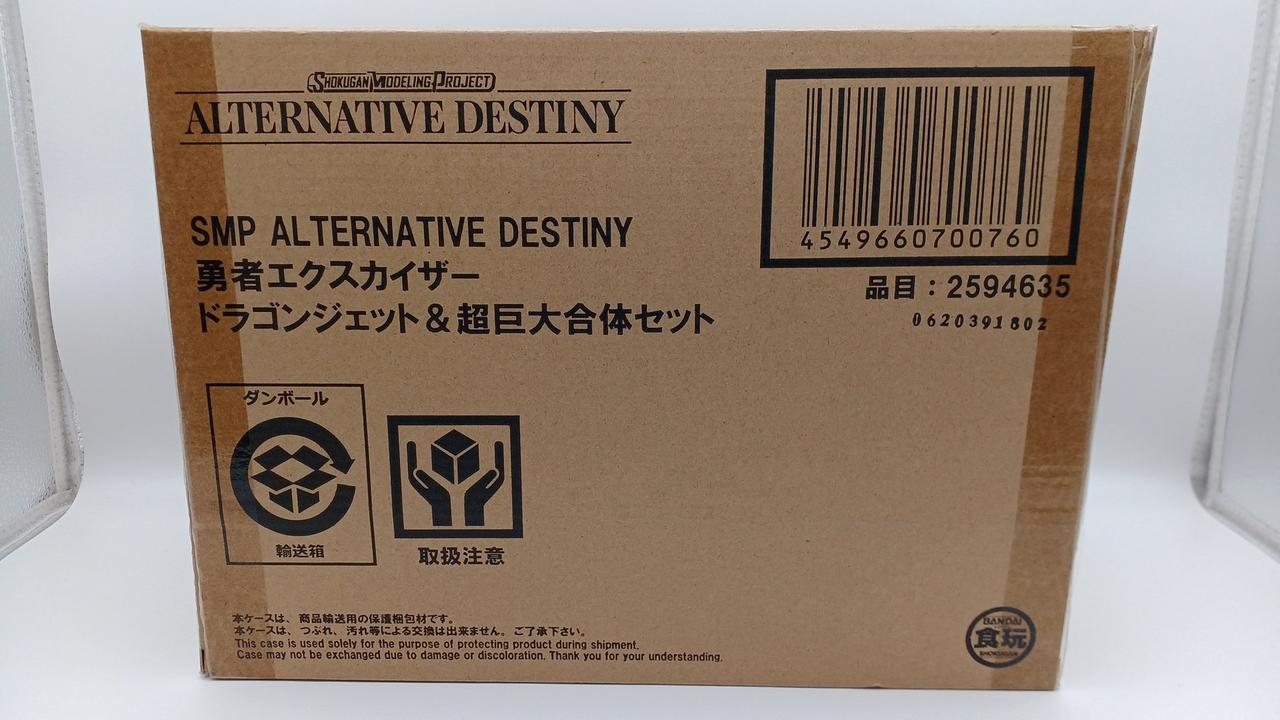 SHOKUGAN MODELING PROJECT
ALTERNATIVE DESTINY
4549660700760
品目：2594635
0620391802
SMP ALTERNATIVE DESTINY
勇者エクスカイザー
ドラゴンジェット＆超巨大合体セット
ダンボール
輸送箱
取扱注意
本ケースは、商品輸送用の保護梱包材です。
本ケースは、つぶれ、汚れ等による交換は出来ません。ご了承下さい。
This case is used solely for the purpose of protecting product during shipment.
Case may not be exchanged due to damage or discoloration. Thank you for your understanding.
BANDAI
食玩
SHOKUGAN